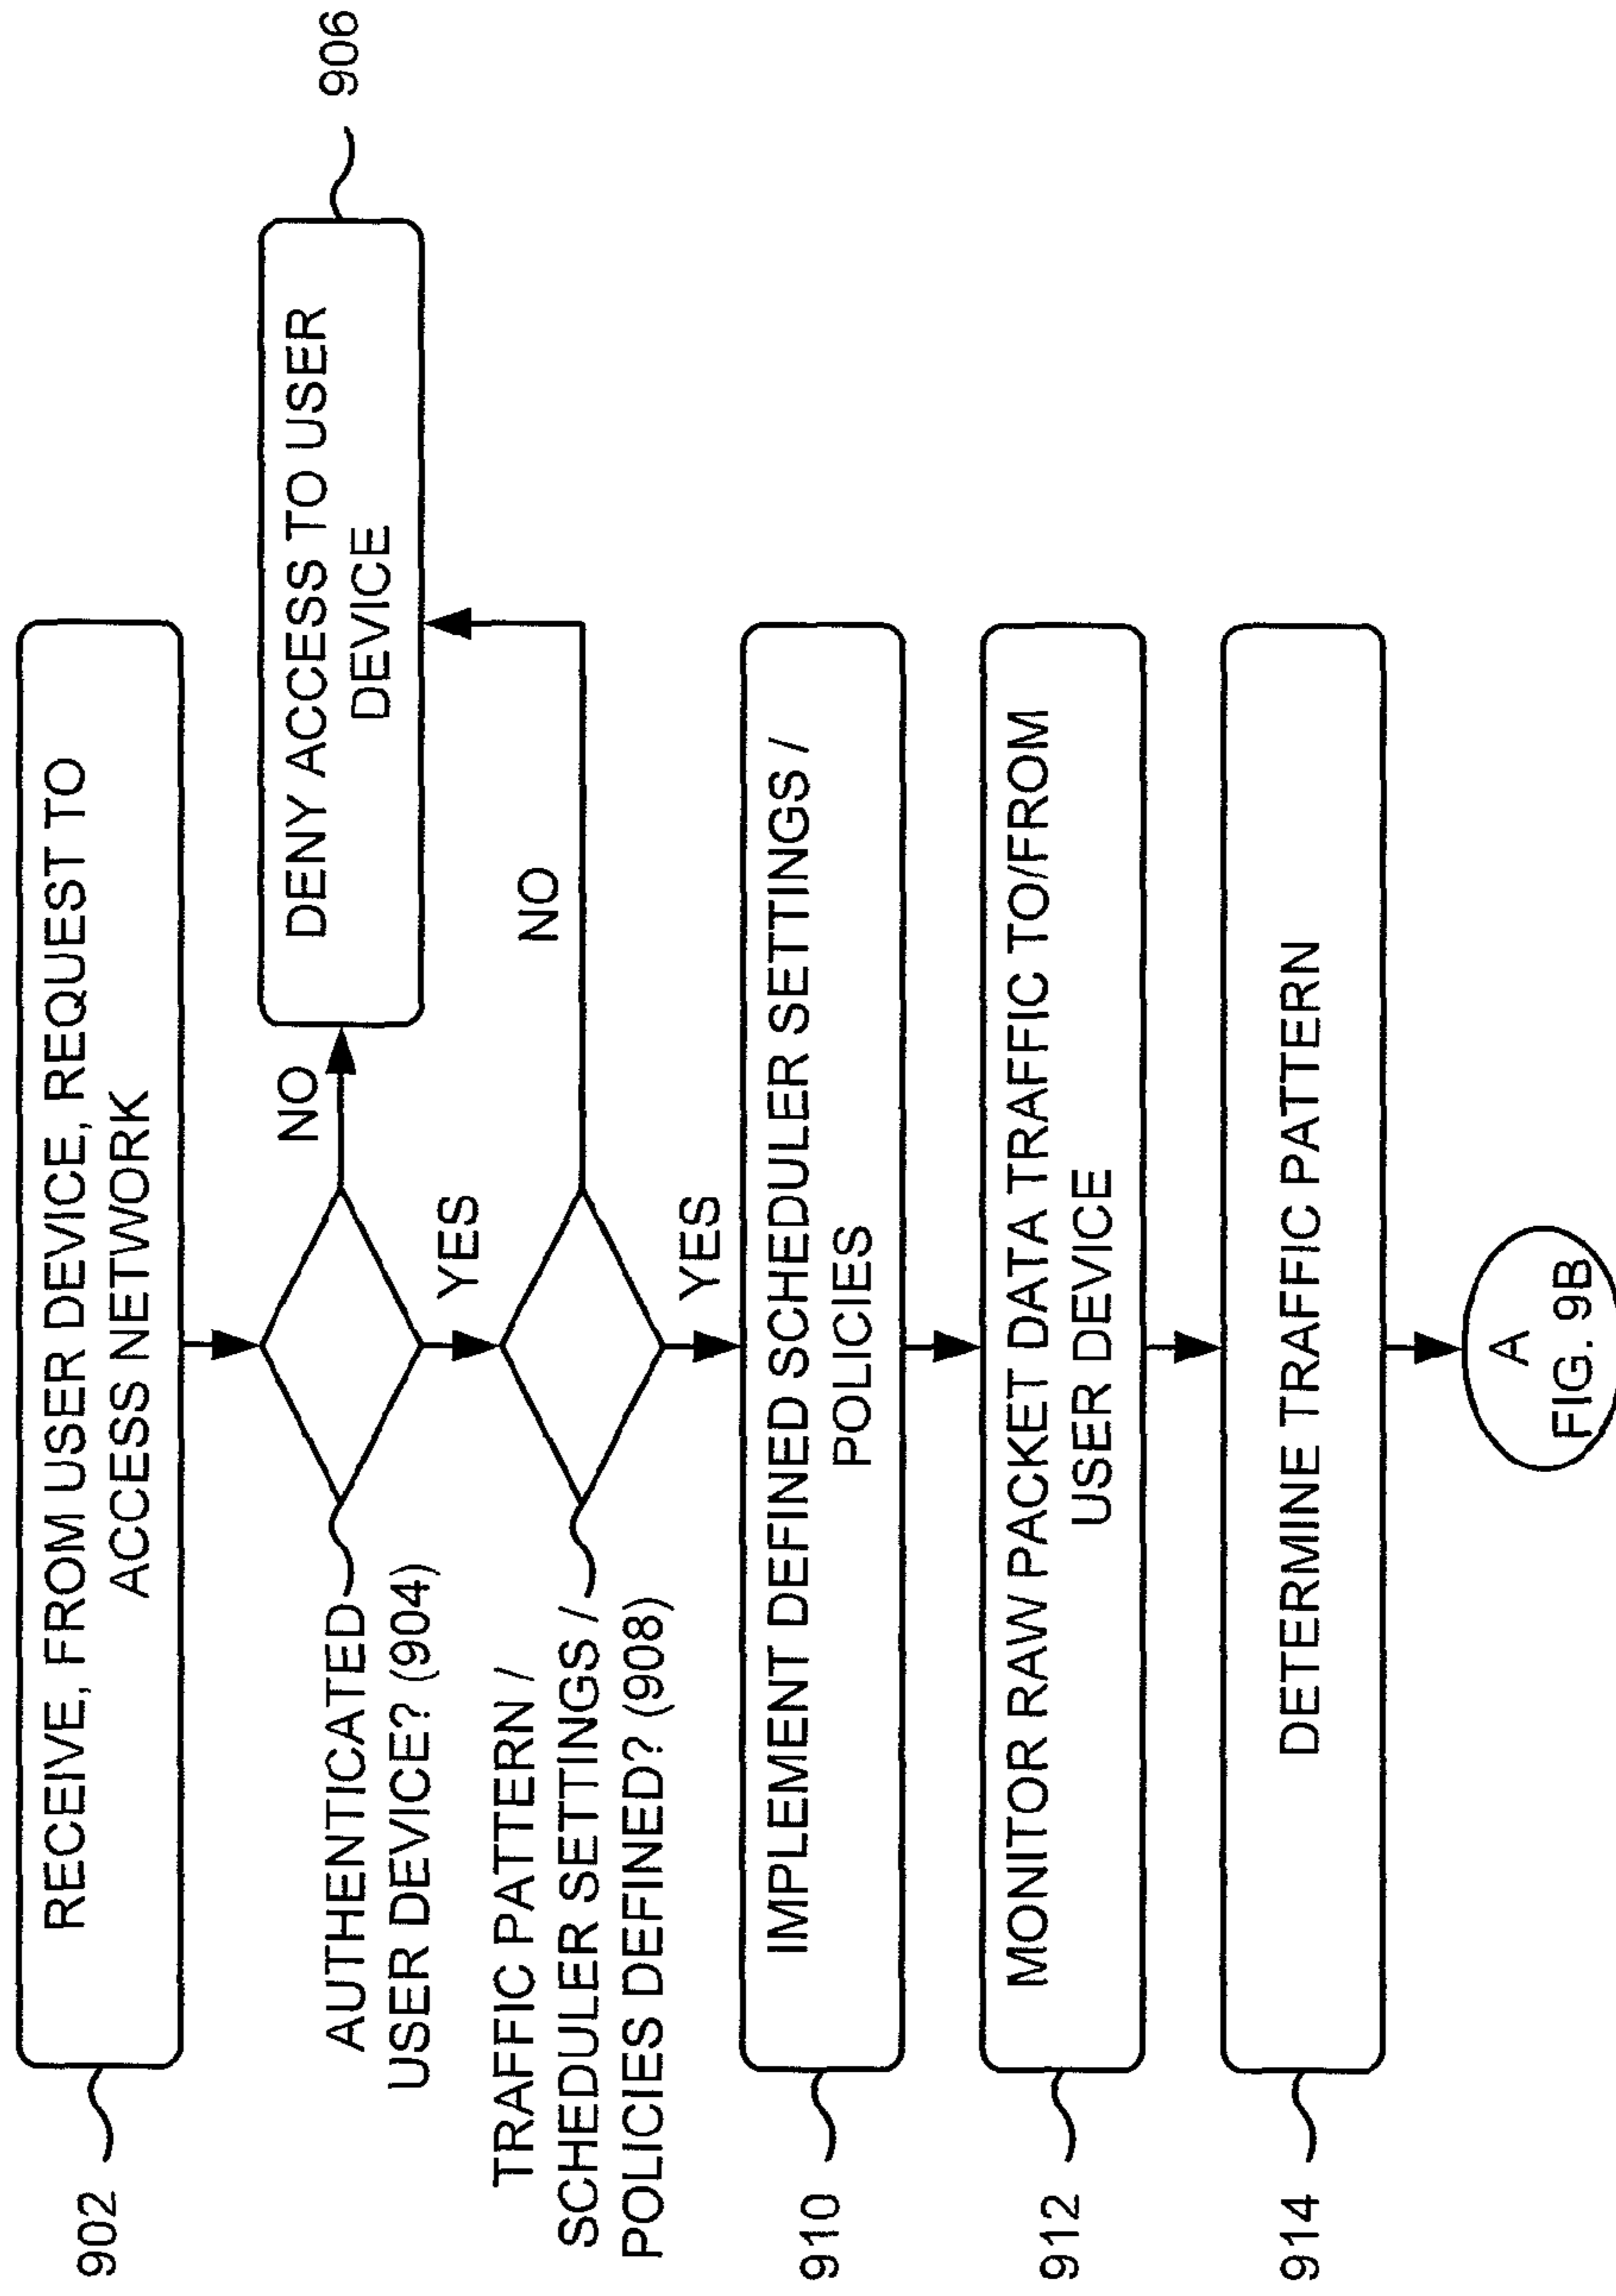 902
RECEIVE, FROM USER DEVICE, REQUEST TO
ACCESS NETWORK
AUTHENTICATED
USER DEVICE? (904)
NO
DENY ACCESS TO USER
DEVICE
906
YES
TRAFFIC PATTERN /
SCHEDULER SETTINGS /
POLICIES DEFINED? (908)
NO
YES
910
IMPLEMENT DEFINED SCHEDULER SETTINGS /
POLICIES
912
MONITOR RAW PACKET DATA TRAFFIC TO/FROM
USER DEVICE
914
DETERMINE TRAFFIC PATTERN
A
FIG. 9B